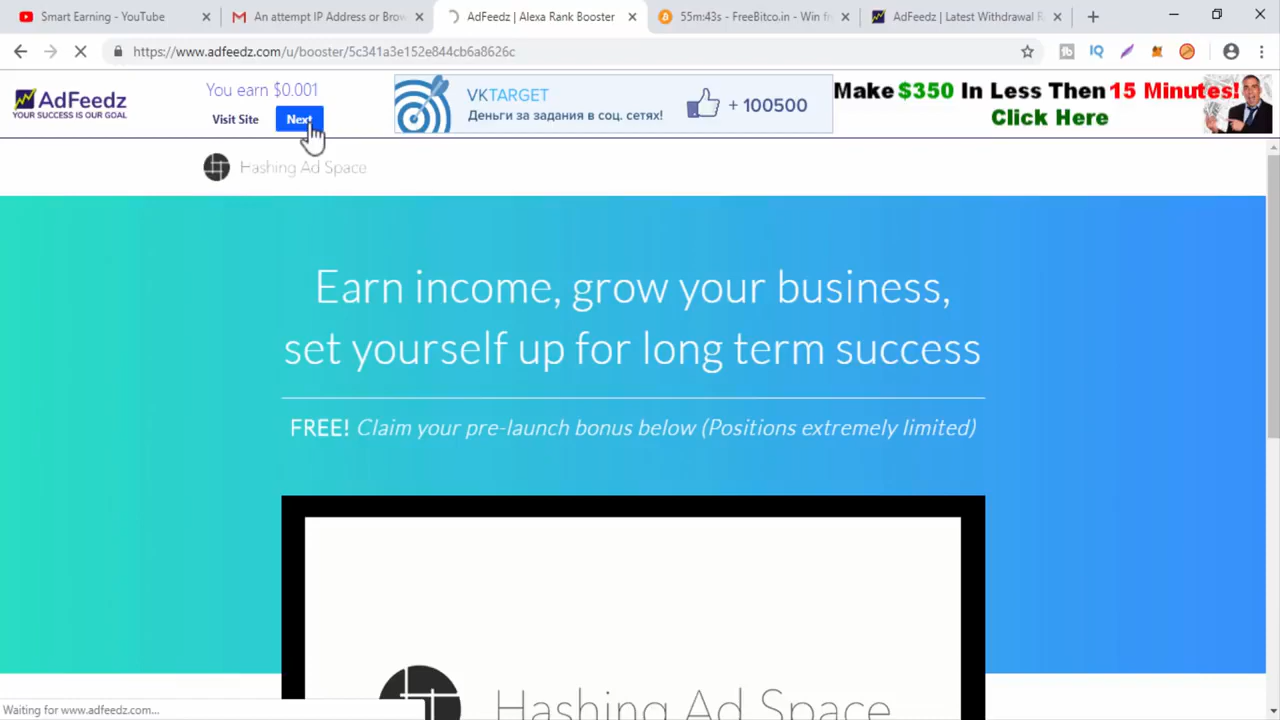 Smart Earning - YouTube
An attempt IP Address or Brow
AdFeedz | Alexa Rank Booster
55m:43s - FreeBitco.in - Win fr
AdFeedz | Latest Withdrawal R
https://www.adfeedz.com/u/booster/5c341a3e152e844cb6a8626c
AdFeedz
YOUR SUCCESS IS OUR GOAL
You earn $0.001
Visit Site
Next
VKTARGET
Деньги за задания в соц. сетях!
+ 100500
Make $350 In Less Then 15 Minutes!
Click Here
Hashing Ad Space
Earn income, grow your business,
set yourself up for long term success
FREE! Claim your pre-launch bonus below (Positions extremely limited)
Hashing Ad Space
Waiting for www.adfeedz.com...